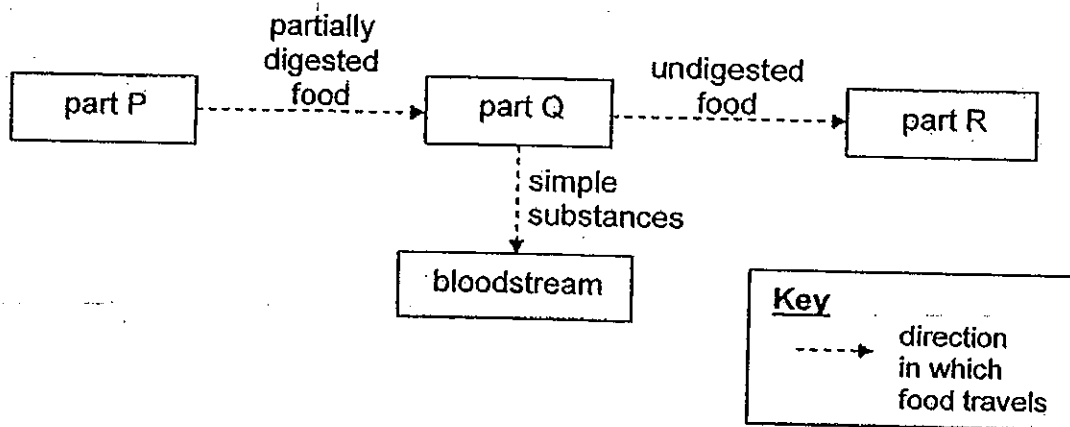 partially
digested
food
part P
part Q
undigested
food
part R
simple
substances
bloodstream
Key
direction
in which
food travels